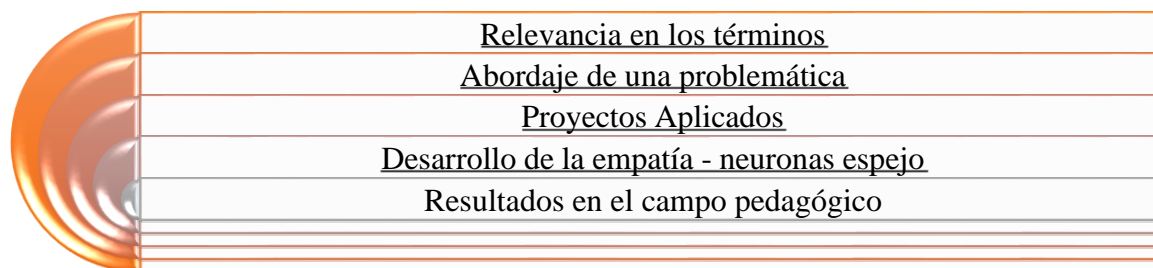 Relevancia en los términos
Abordaje de una problemática
Proyectos Aplicados
Desarrollo de la empatía - neuronas espejo
Resultados en el campo pedagógico